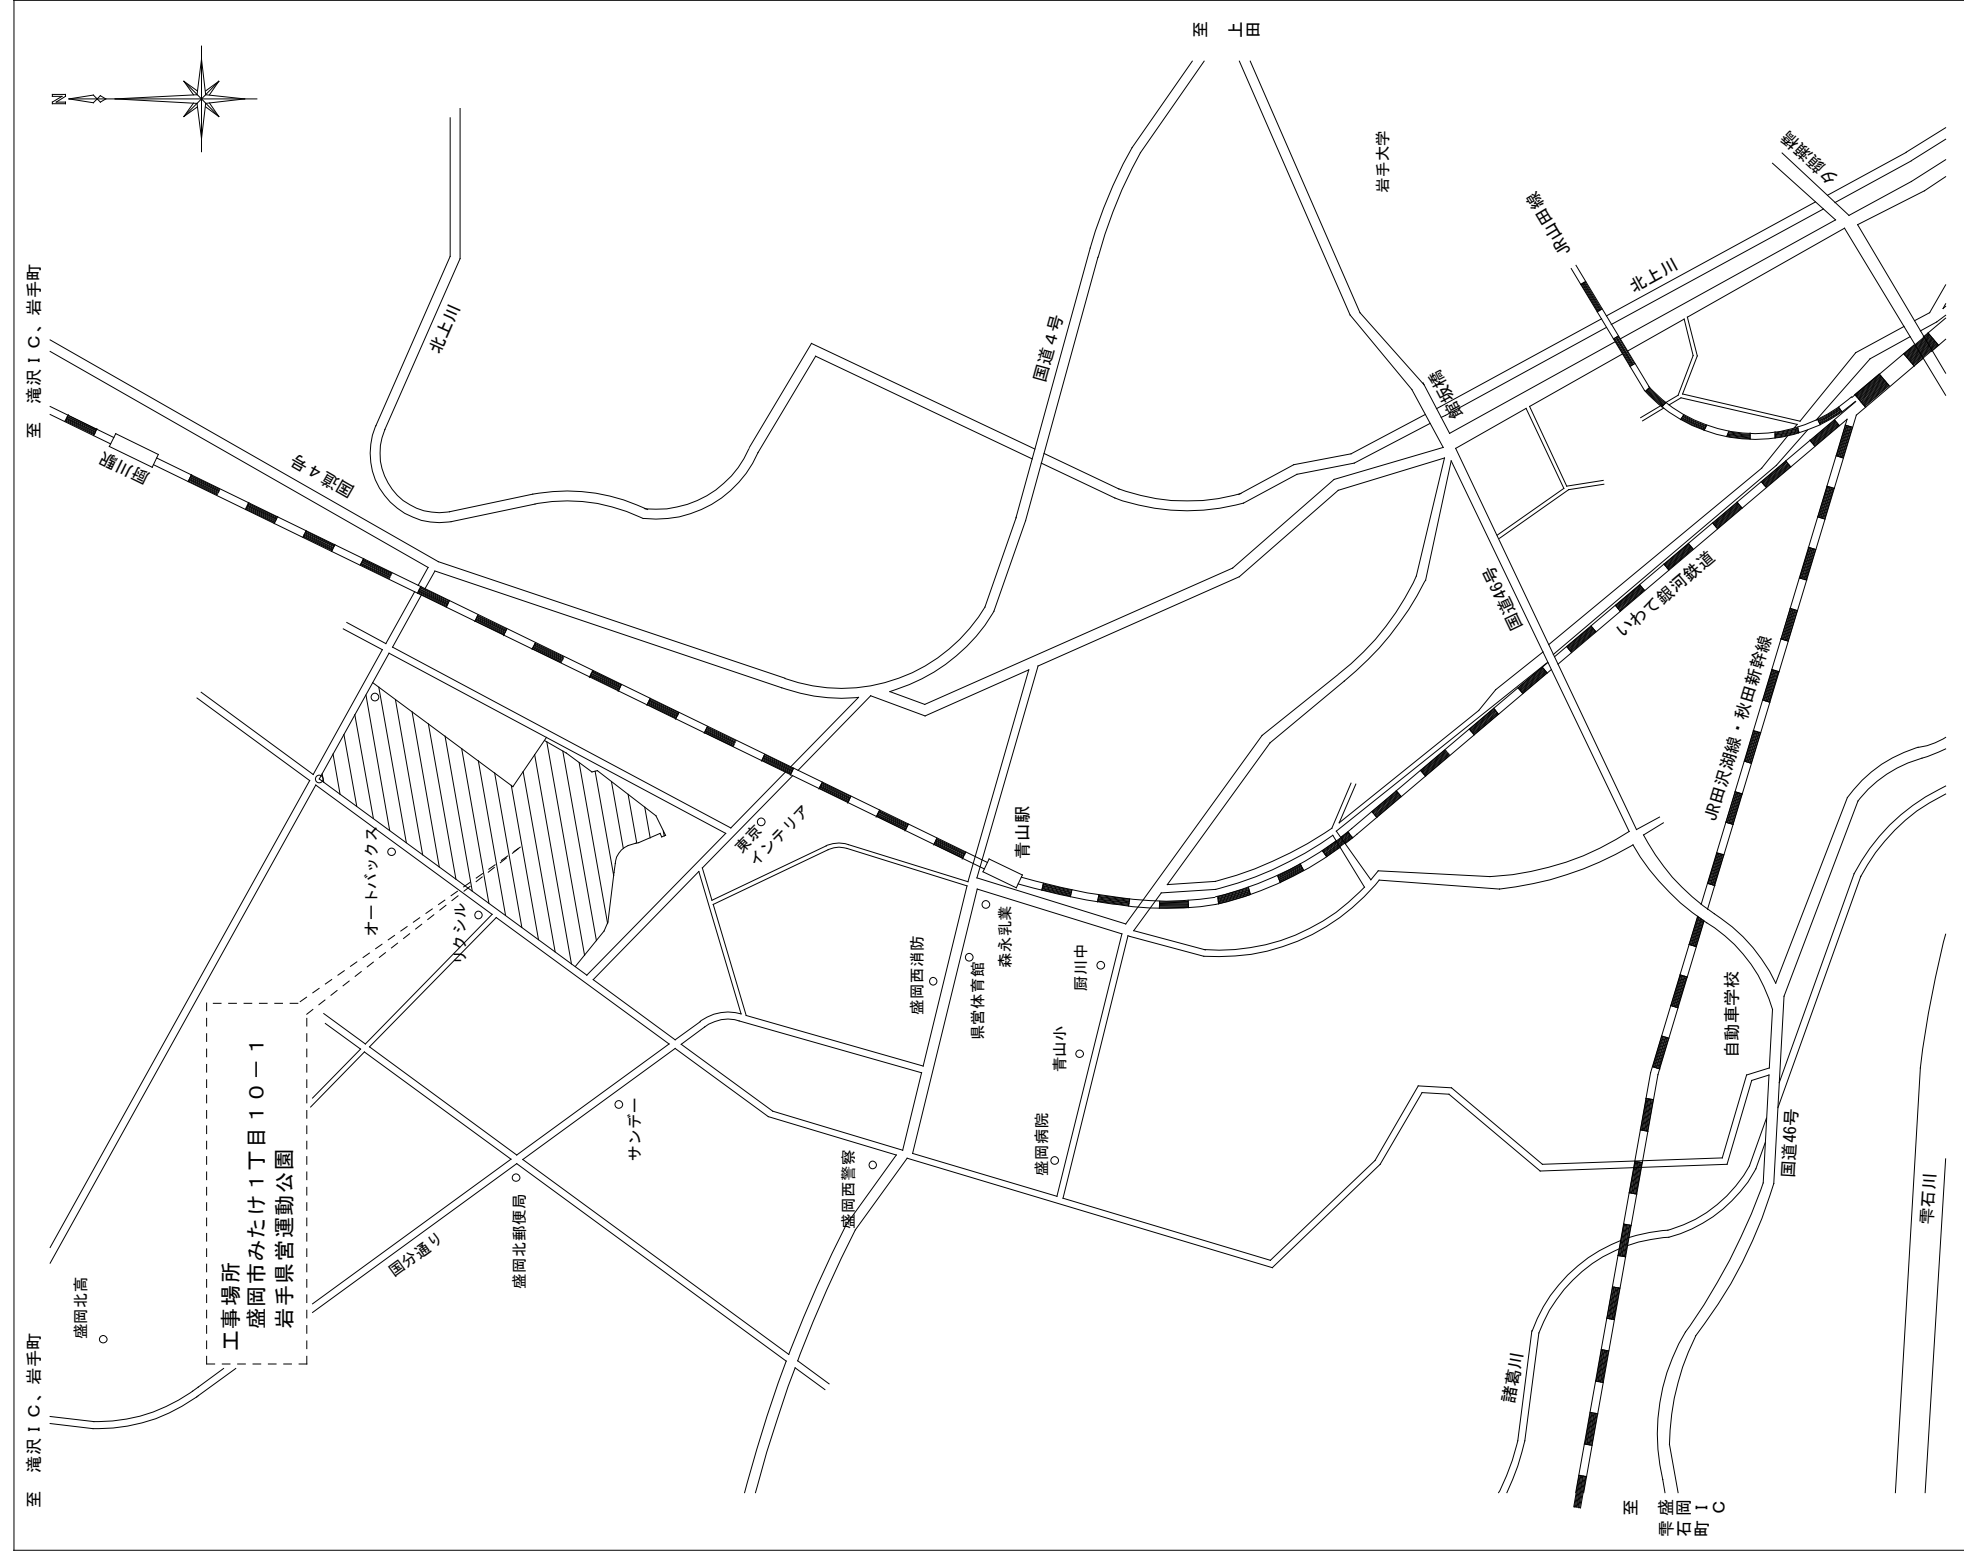 N
至　滝沢ＩＣ、岩手町
至　滝沢ＩＣ、岩手町
至　上田
厨川駅
国道４号
北上川
国道４号
岩手大学
JR山田線
夕顔瀬橋
北上川
館坂橋
国道46号
いわて銀河鉄道
JR田沢湖線・秋田新幹線
オートバックス
リクシル
東京
インテリア
青山駅
森永乳業
盛岡西消防
県営体育館
厨川中
青山小
盛岡病院
自動車学校
国道46号
雫石川
工事場所
盛岡市みたけ１丁目１０－１
岩手県営運動公園
サンデー
盛岡西警察
盛岡北郵便局
国分通り
盛岡北高
諸葛川
至
盛岡ＩＣ
雫石町